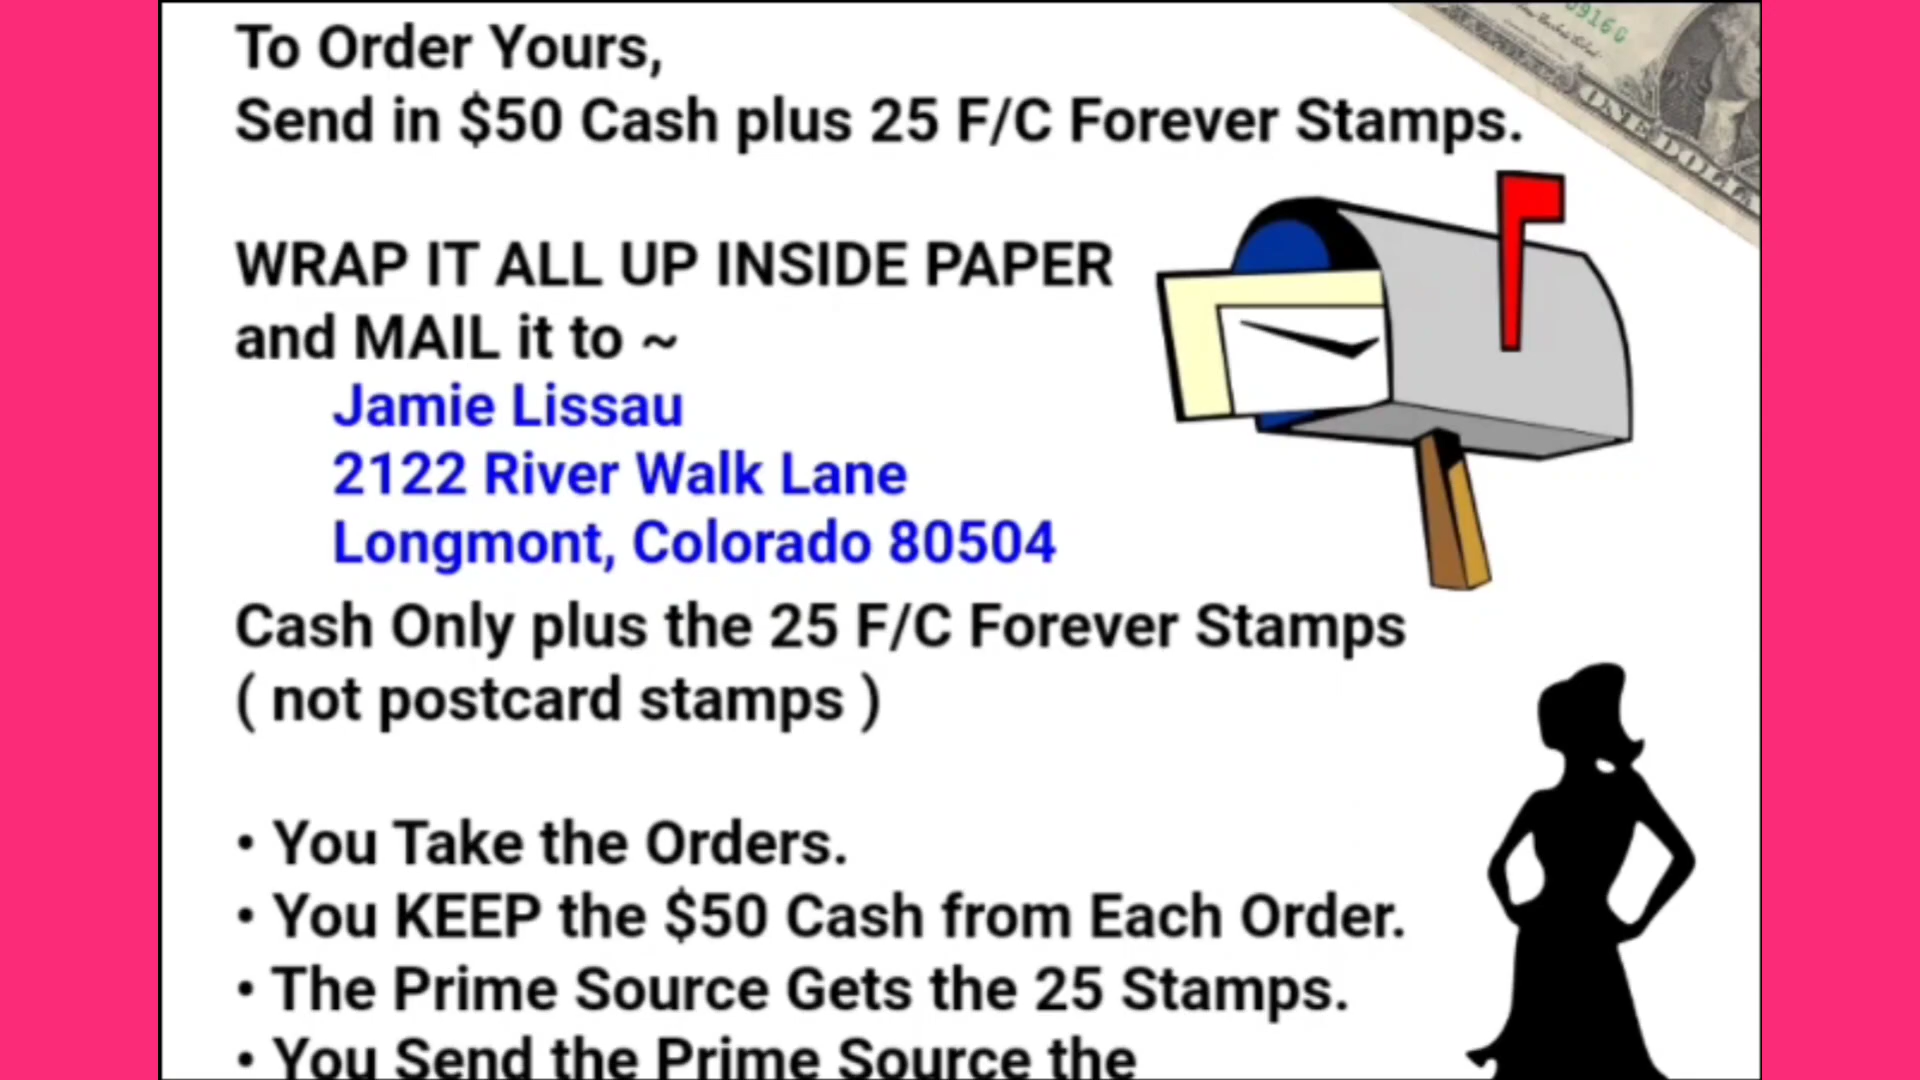 To Order Yours,
Send in $50 Cash plus 25 F/C Forever Stamps.
WRAP IT ALL UP INSIDE PAPER
and MAIL it to ~
Jamie Lissau
2122 River Walk Lane
Longmont, Colorado 80504
Cash Only plus the 25 F/C Forever Stamps
( not postcard stamps )
• You Take the Orders.
• You KEEP the $50 Cash from Each Order.
• The Prime Source Gets the 25 Stamps.
• You Send the Prime Source the